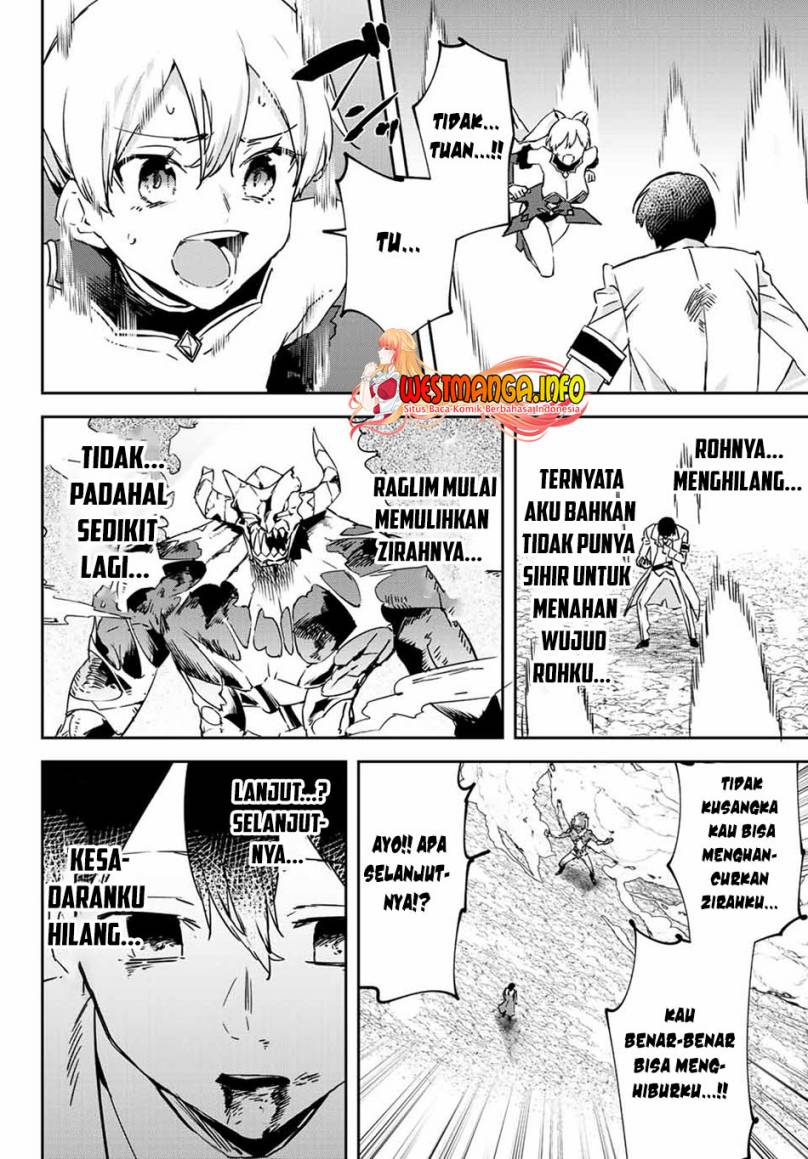 TIDAK...
TUAN...!!
TU...
WESTMANGA.INFO
Situs Baca Komik Berbahasa Indonesia
ROHNYA...
MENGHILANG...
TERNYATA
AKU BAHKAN
TIDAK PUNYA
SIHIR UNTUK
MENAHAN
WUJUD
ROHKU...
RAGLIM MULAI
MEMULIHKAN
ZIRAHNYA...
TIDAK...
PADAHAL
SEDIKIT
LAGI...
TIDAK
KUSANGKA
KAU BISA
MENGHAN-
CURKAN
ZIRAHKU...
KAU
BENAR-BENAR
BISA MENG-
HIBURKU...!!
AYO!! APA
SELANJUT-
NYA!?
LANJUT...?
SELANJUT-
NYA...
KESA-
DARANKU
HILANG...